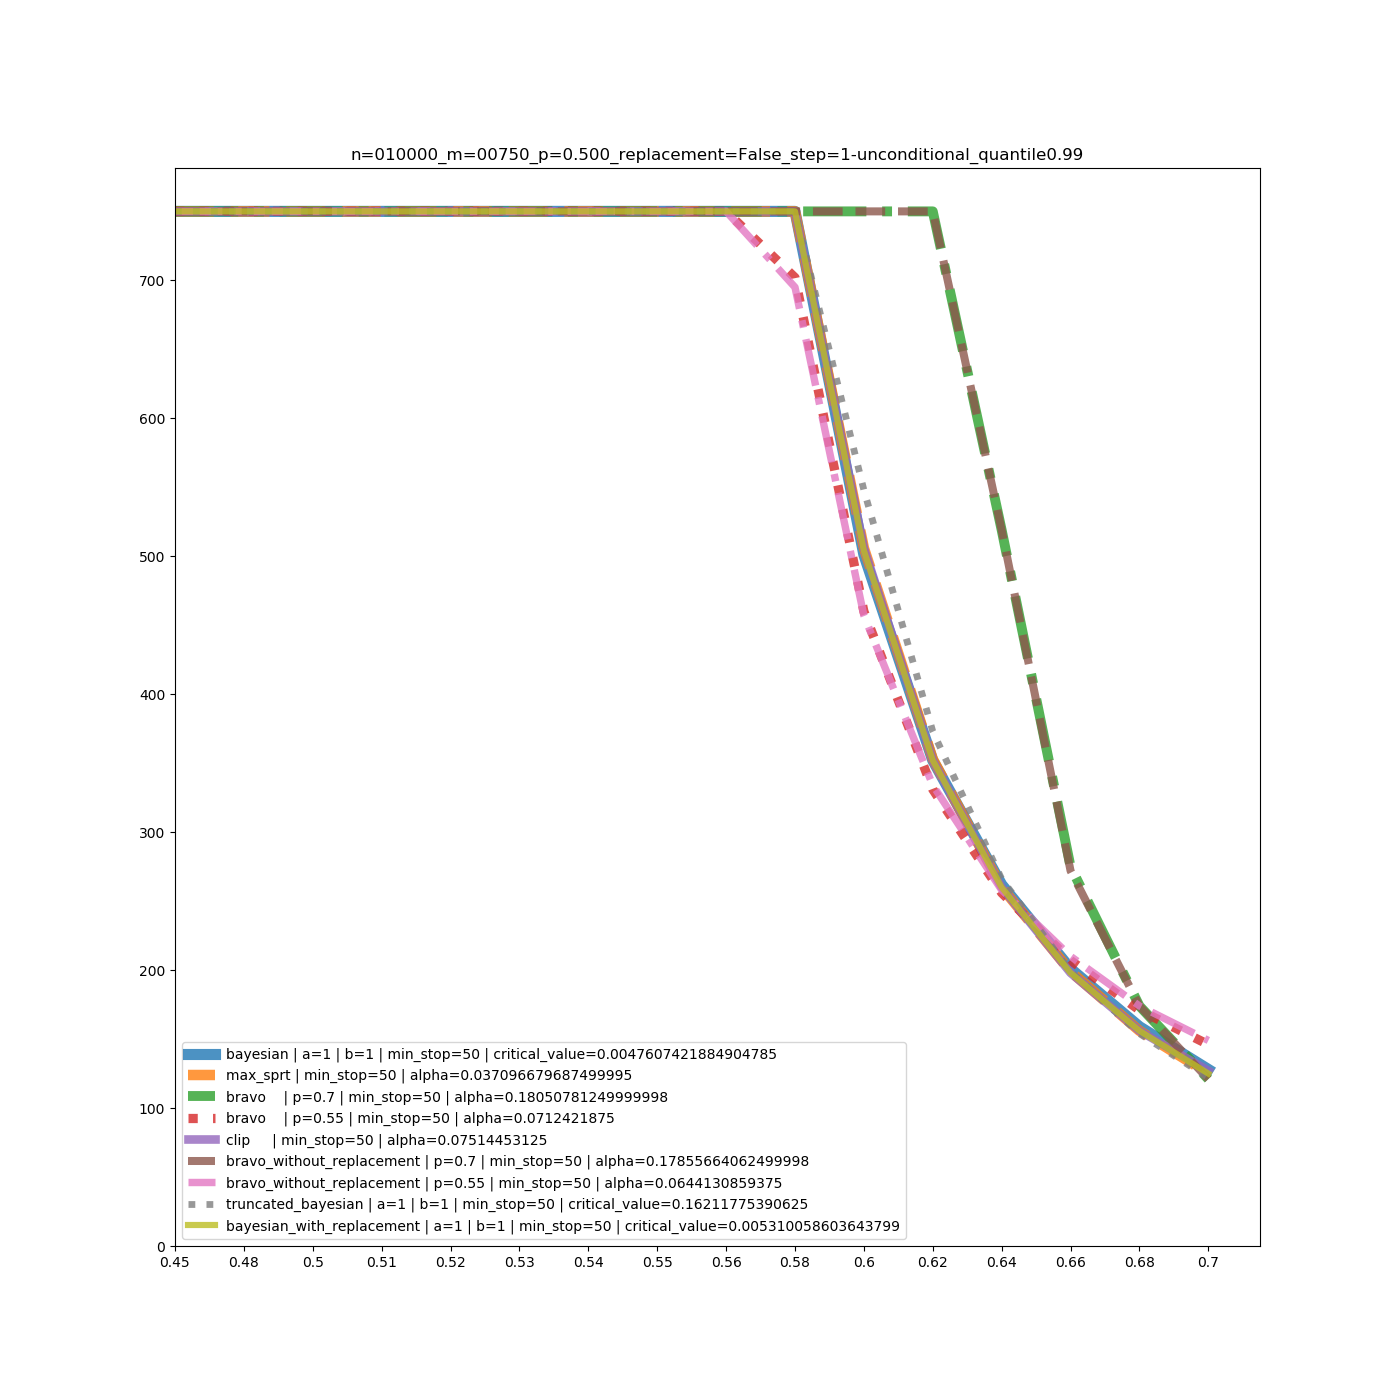 n=010000_m=00750_p=0.500_replacement=False_step=1-unconditional_quantile0.99
700
600
500
400
300
200
100
0
bayesian | a=1 | b=1 | min_stop=50 | critical_value=0.0047607421884904785
max_sprt | min_stop=50 | alpha=0.037096679687499995
bravo | p=0.7 | min_stop=50 | alpha=0.18050781249999998
bravo | p=0.55 | min_stop=50 | alpha=0.0712421875
clip | min_stop=50 | alpha=0.07514453125
bravo_without_replacement | p=0.7 | min_stop=50 | alpha=0.17855664062499998
bravo_without_replacement | p=0.55 | min_stop=50 | alpha=0.0644130859375
truncated_bayesian | a=1 | b=1 | min_stop=50 | critical_value=0.16211775390625
bayesian_with_replacement | a=1 | b=1 | min_stop=50 | critical_value=0.005310058603643799
0.45 0.48 0.5 0.51 0.52 0.53 0.54 0.55 0.56 0.58 0.6 0.62 0.64 0.66 0.68 0.7